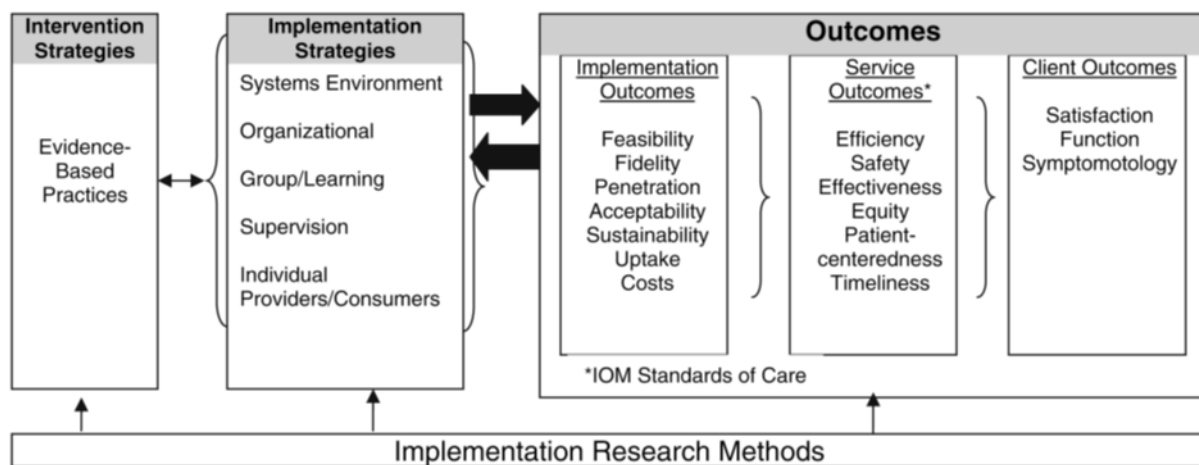 Intervention
Strategies
Evidence-
Based
Practices
Implementation
Strategies
Systems Environment
Organizational
Group/Learning
Supervision
Individual
Providers/Consumers
Outcomes
Implementation
Outcomes
Feasibility
Fidelity
Penetration
Acceptability
Sustainability
Uptake
Costs
Service
Outcomes*
Efficiency
Safety
Effectiveness
Equity
Patient-
centeredness
Timeliness
Client Outcomes
Satisfaction
Function
Symptomotology
*IOM Standards of Care
Implementation Research Methods